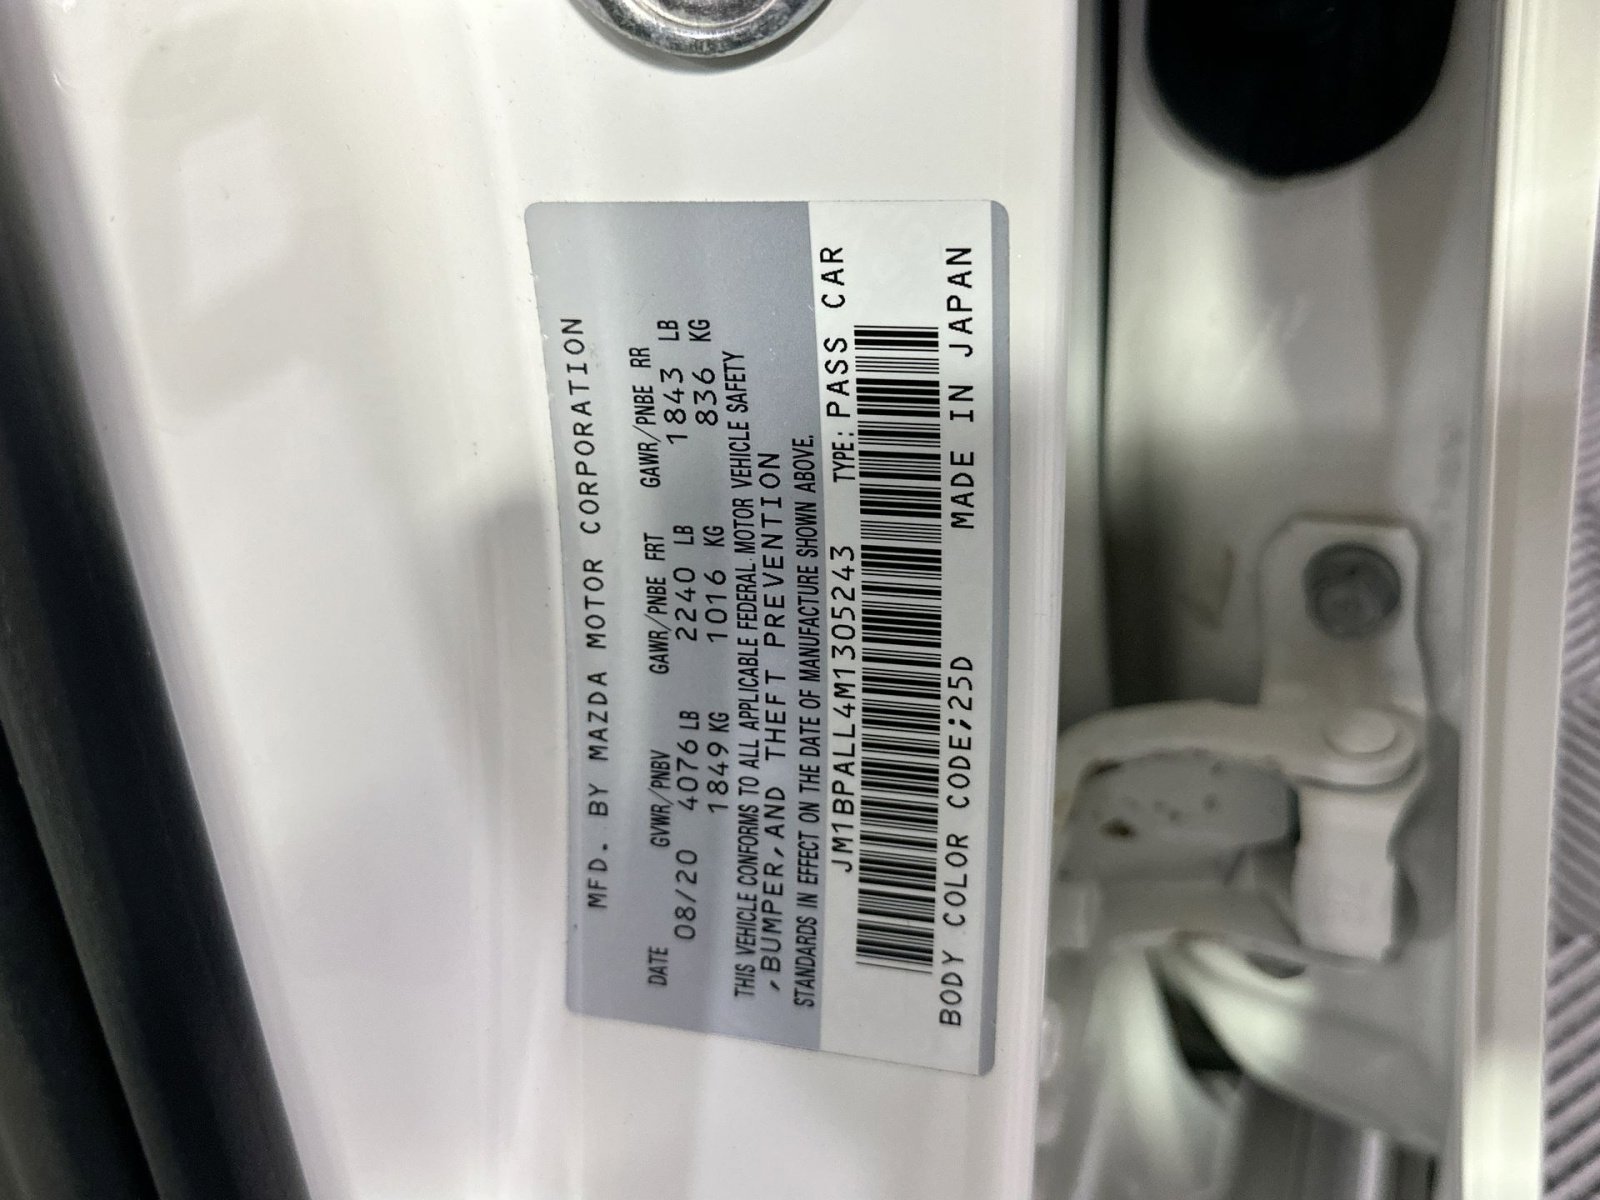 MFD. BY MAZDA MOTOR CORPORATION
DATE GVWR/PNBV GAWR/PNBE FRT GAWR/PNBE RR
08/20 4076 LB 2240 LB 1843 LB
1849 KG 1016 KG 836 KG
THIS VEHICLE CONFORMS TO ALL APPLICABLE FEDERAL MOTOR VEHICLE SAFETY
,BUMPER,AND THEFT PREVENTION
STANDARDS IN EFFECT ON THE DATE OF MANUFACTURE SHOWN ABOVE.
JM1BPALL4M1305243 TYPE: PASS CAR
BODY COLOR CODE;25D MADE IN JAPAN